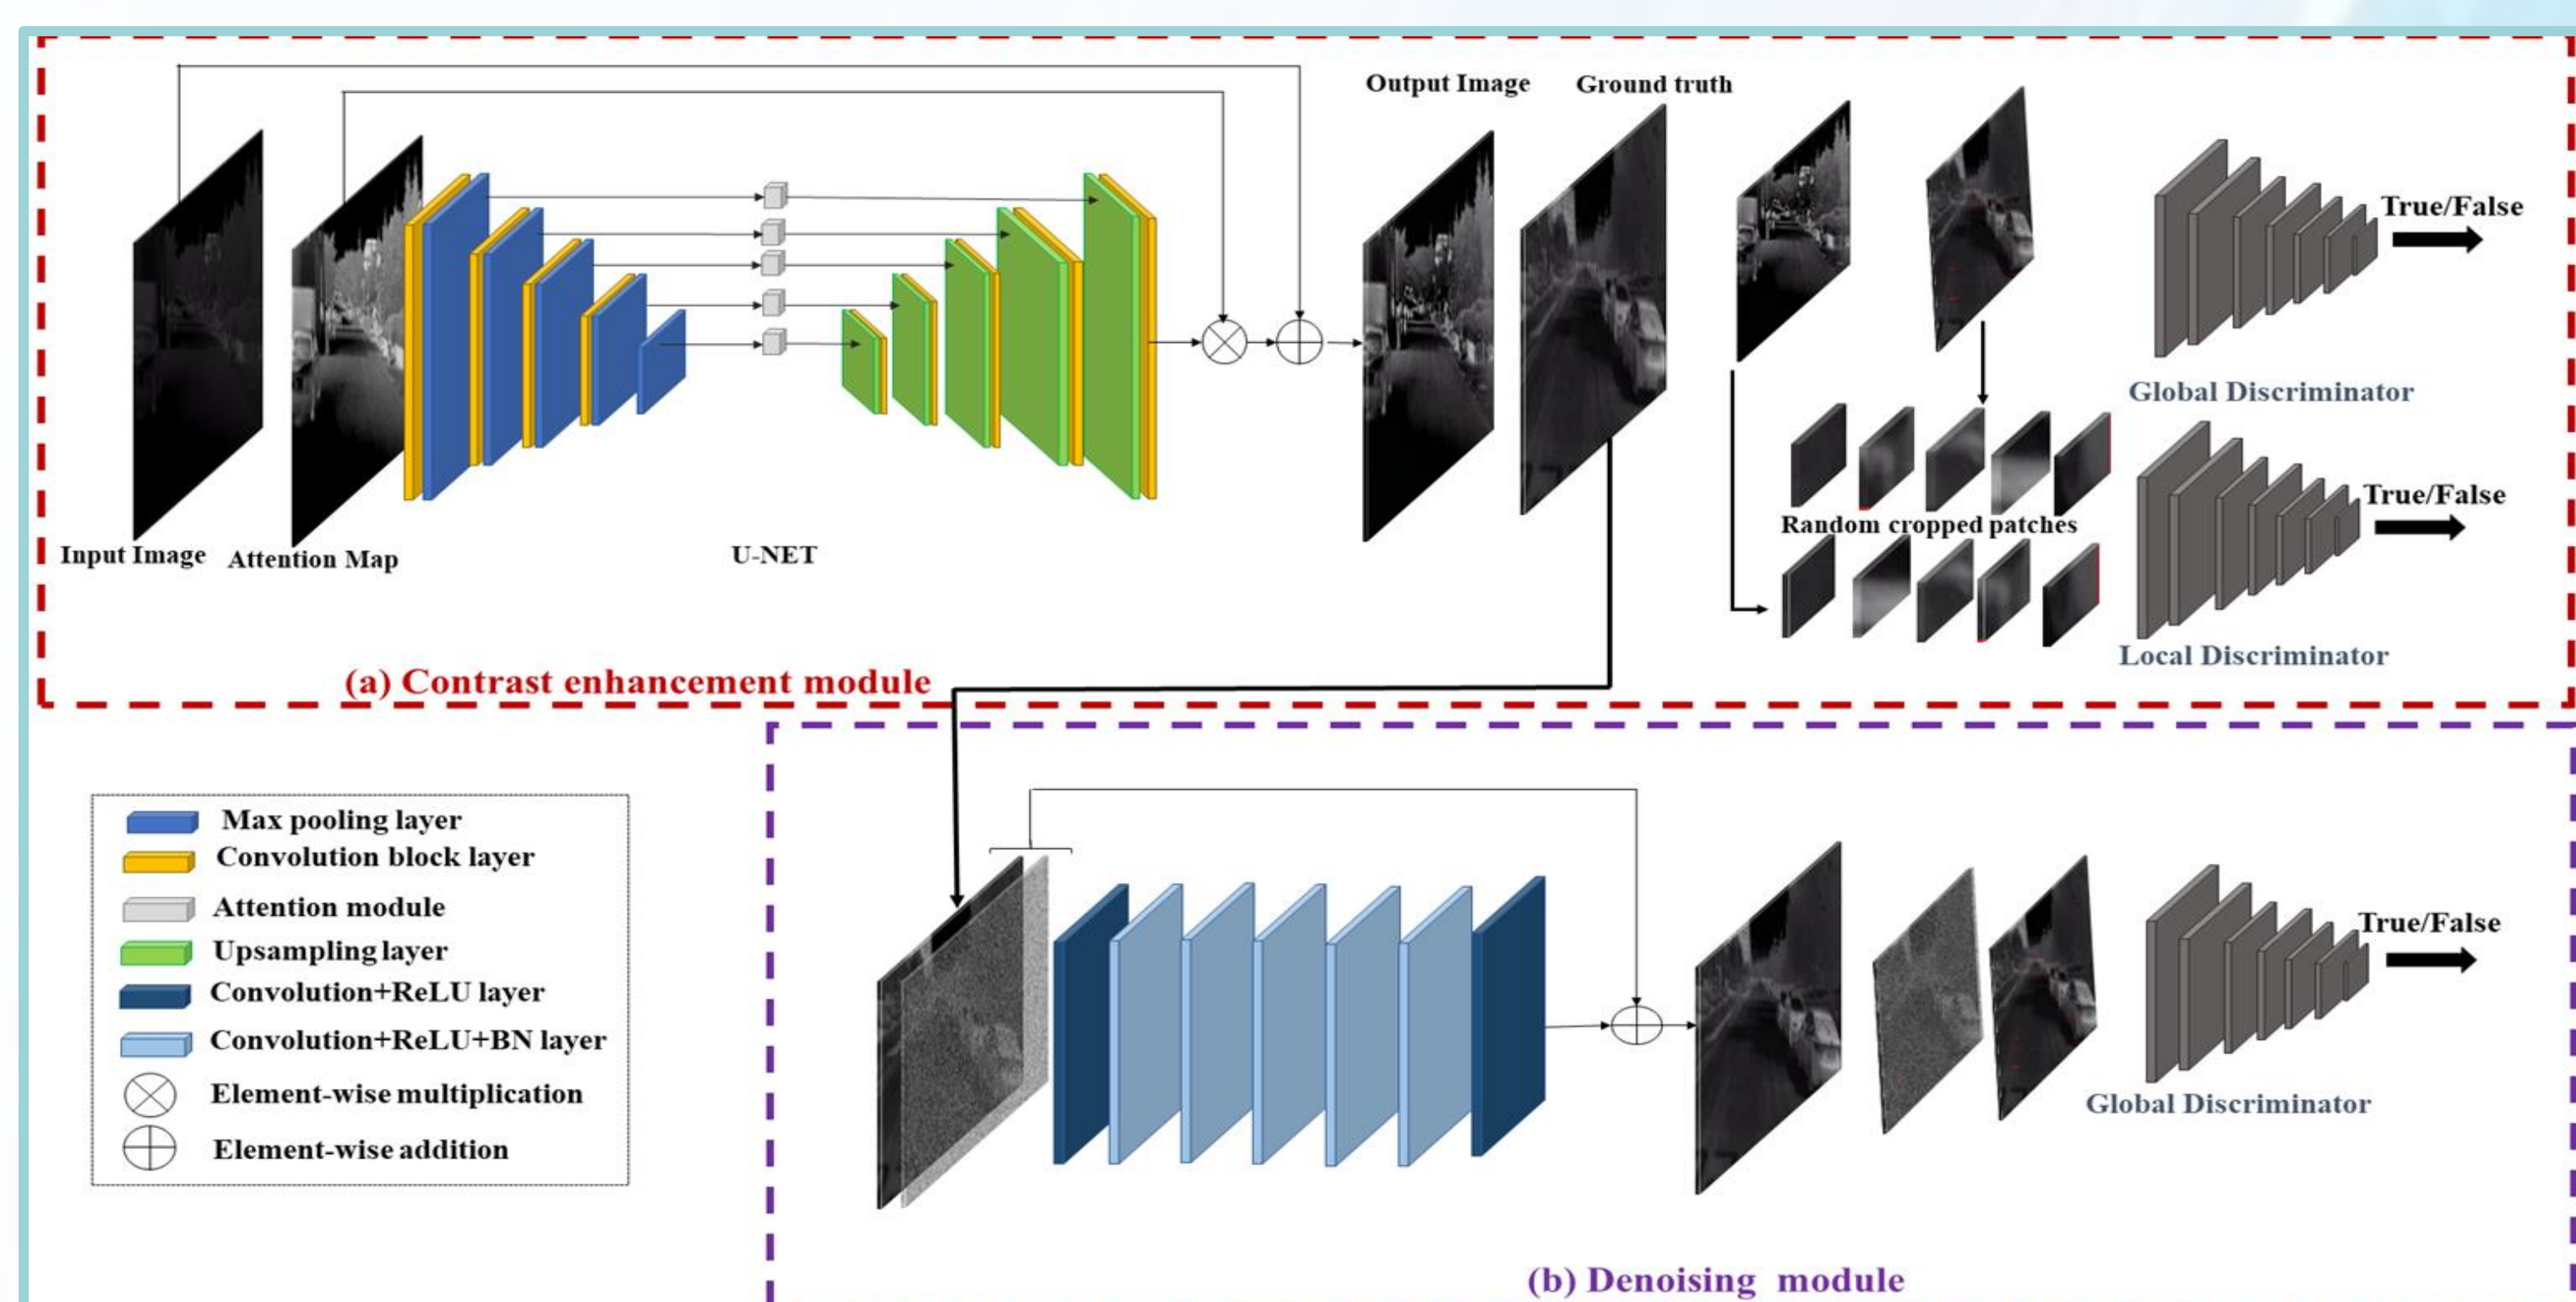 Output Image
Ground truth
True/False
Global Discriminator
True/False
Random cropped patches
Input Image
Attention Map
U-NET
Local Discriminator
(a) Contrast enhancement module
Max pooling layer
Convolution block layer
Attention module
Upsampling layer
Convolution+ReLU layer
Convolution+ReLU+BN layer
Element-wise multiplication
Element-wise addition
True/False
Global Discriminator
(b) Denoising module